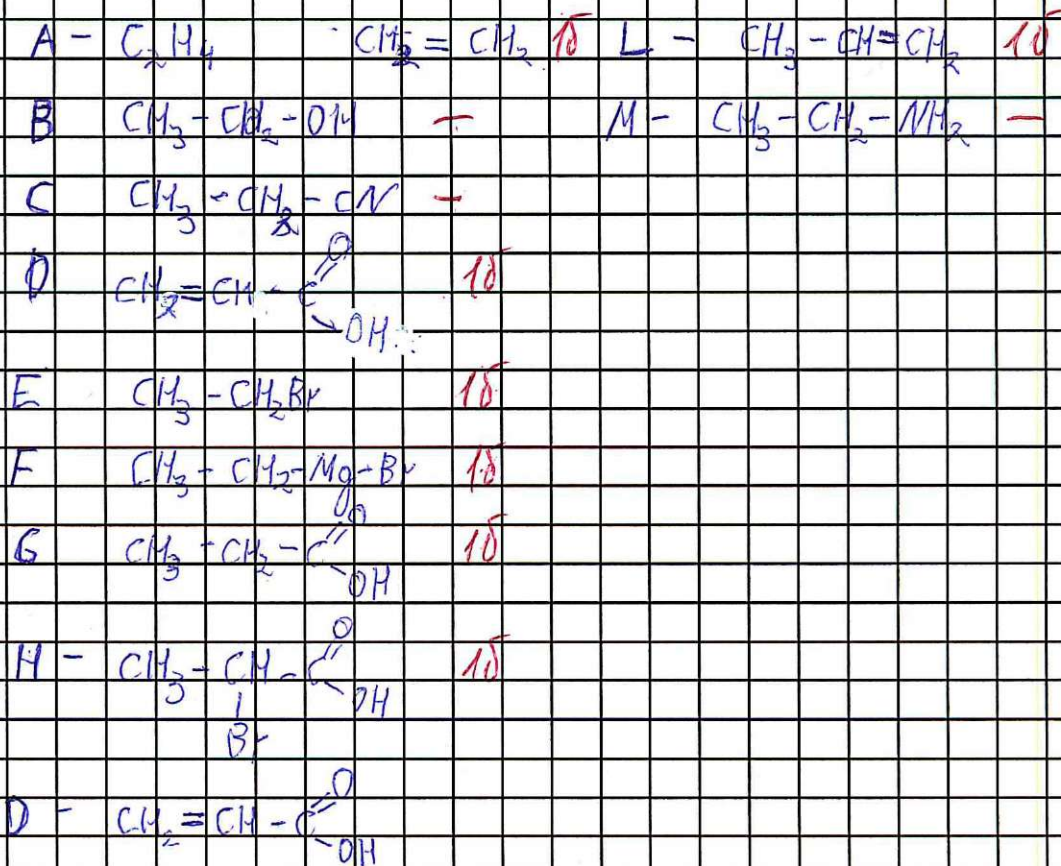 A - C₂H₄ CH₂ = CH₂ 1б L - CH₃ - CH = CH₂ 1б
B CH₃ - CH₂ - OH — M - CH₃ - CH₂ - NH₂ —
C CH₃ - CH₂ - CN —
O
D CH₂ = CH - C 1б
OH
E CH₃ - CH₂Br 1б
F CH₃ - CH₂ - Mg - Br 1б
O
G CH₃ - CH₂ - C 1б
OH
O
H - CH₃ - CH - C 1б
OH
Br
O
D - CH₂ = CH - C
OH